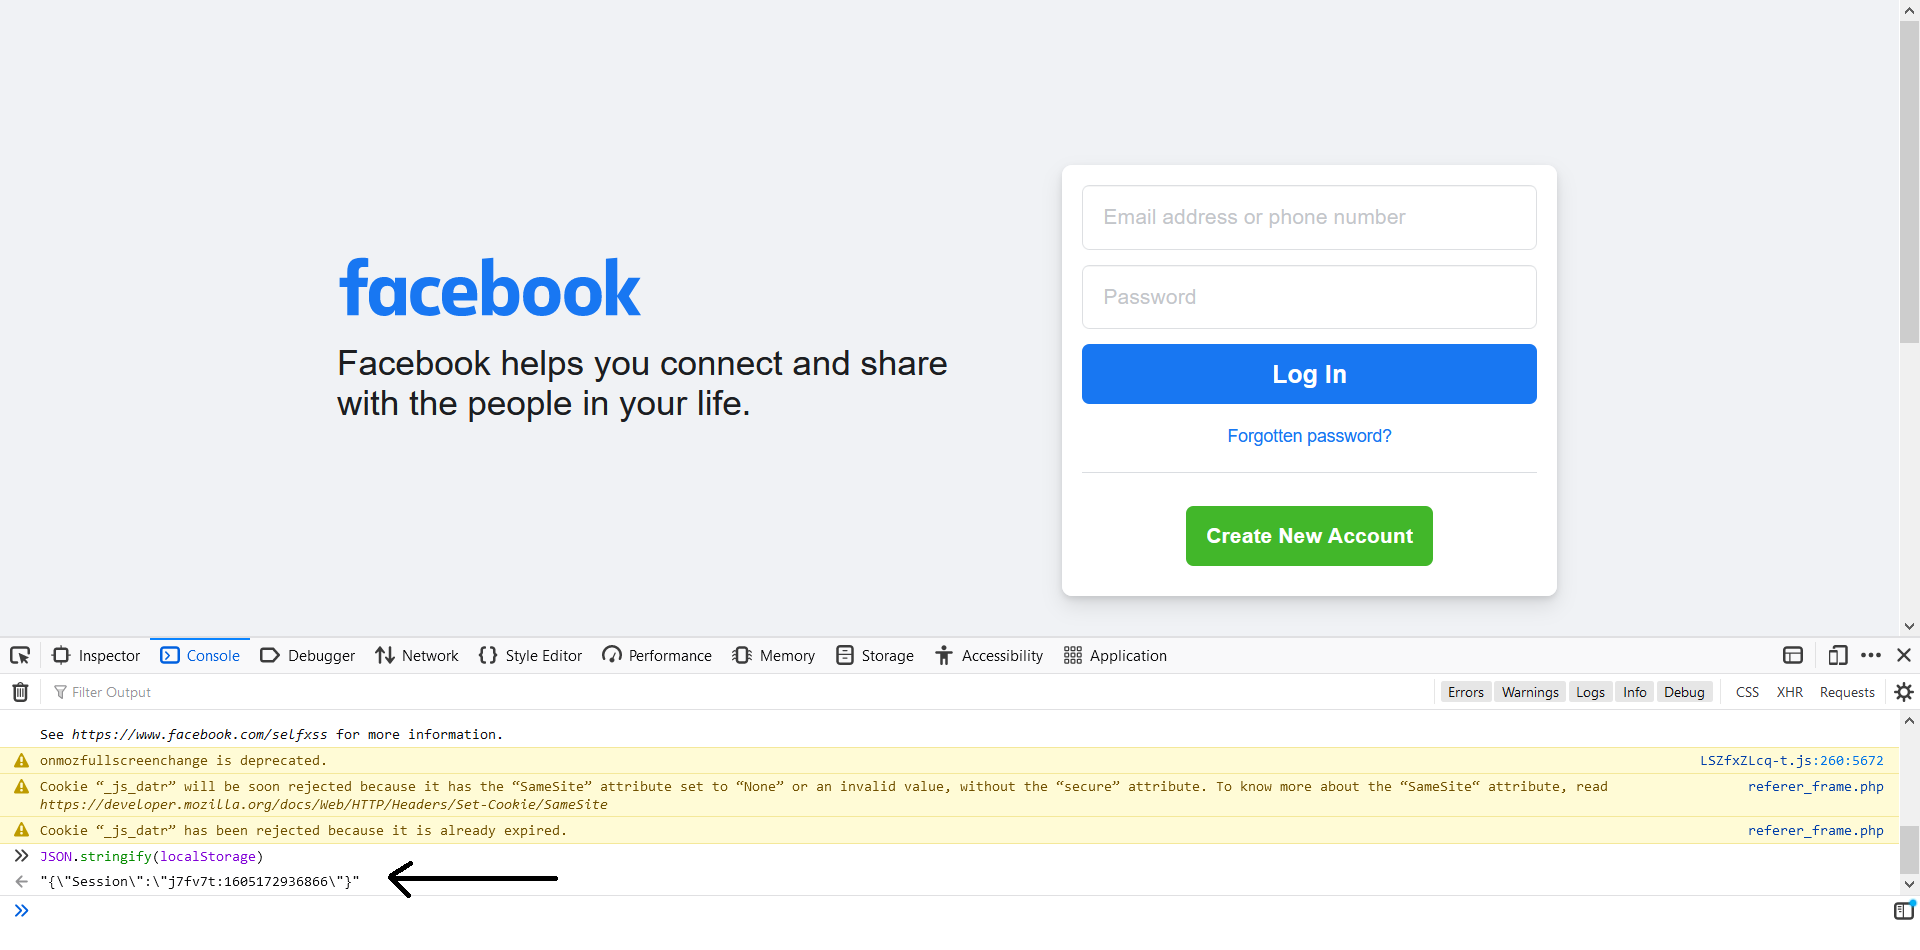 facebook
Facebook helps you connect and share
with the people in your life.
Email address or phone number
Password
Log In
Forgotten password?
Create New Account
Inspector Console Debugger Network Style Editor Performance Memory Storage Accessibility Application
Filter Output Errors Warnings Logs Info Debug CSS XHR Requests
See https://www.facebook.com/selfxss for more information.
onmozfullscreenchange is deprecated. LSZfxZLcq-t.js:260:5672
Cookie “_js_datr” will be soon rejected because it has the “SameSite” attribute set to “None” or an invalid value, without the “secure” attribute. To know more about the “SameSite“ attribute, read referer_frame.php
https://developer.mozilla.org/docs/Web/HTTP/Headers/Set-Cookie/SameSite
Cookie “_js_datr” has been rejected because it is already expired. referer_frame.php
JSON.stringify(localStorage)
"{\"Session\":\"j7fv7t:1605172936866\"}"